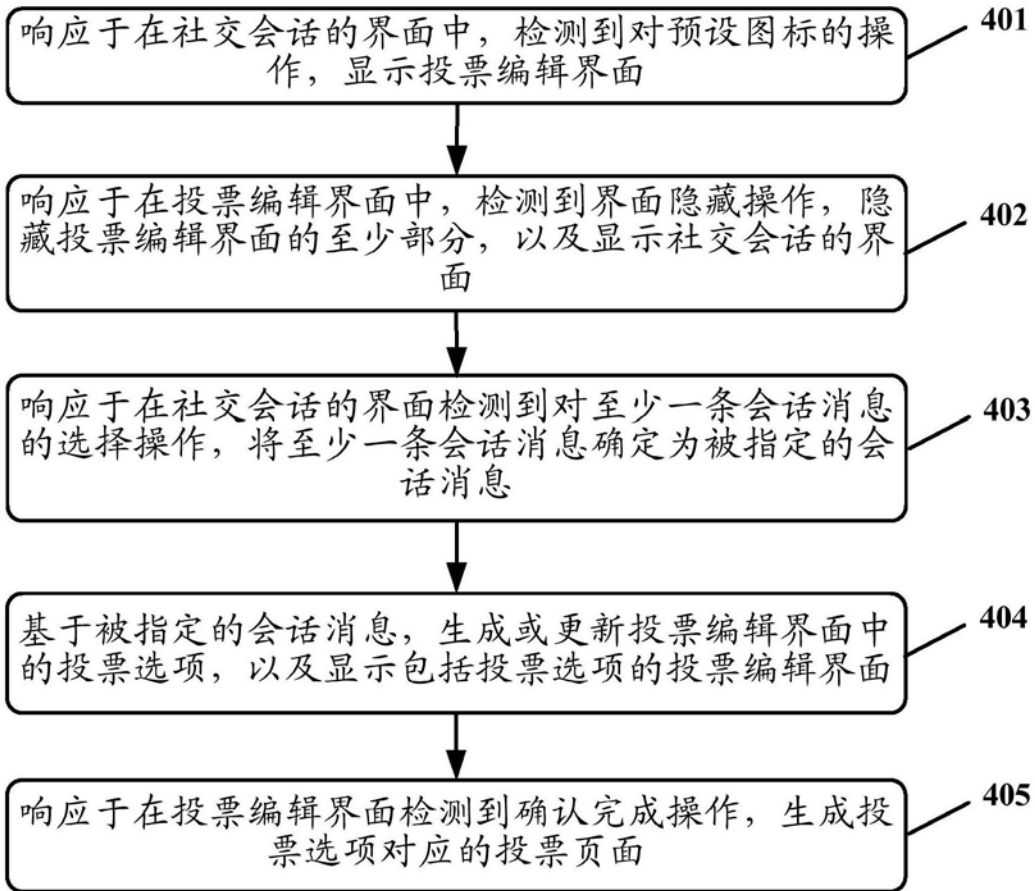 响应于在社交会话的界面中，检测到对预设图标的操
作，显示投票编辑界面
401
响应于在投票编辑界面中，检测到界面隐藏操作，隐
藏投票编辑界面的至少部分，以及显示社交会话的界
面
402
响应于在社交会话的界面检测到对至少一条会话消息
的选择操作，将至少一条会话消息确定为被指定的会
话消息
403
基于被指定的会话消息，生成或更新投票编辑界面中
的投票选项，以及显示包括投票选项的投票编辑界面
404
响应于在投票编辑界面检测到确认完成操作，生成投
票选项对应的投票页面
405